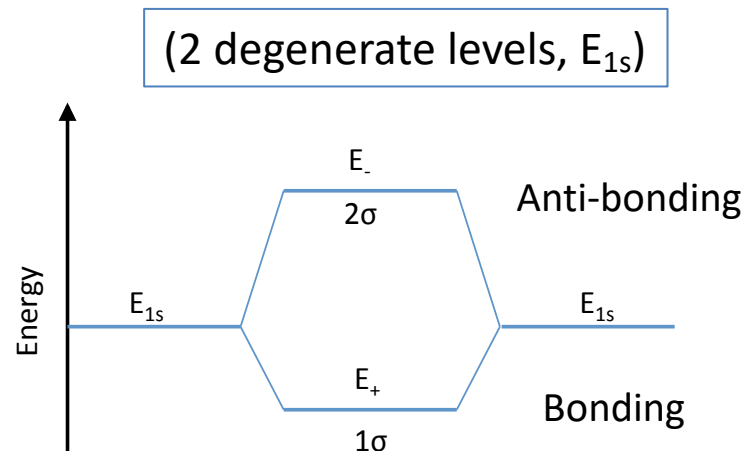 (2 degenerate levels, E₁ₛ)
E₋
Anti-bonding
2σ
Energy
E₁ₛ
E₁ₛ
E₊
Bonding
1σ